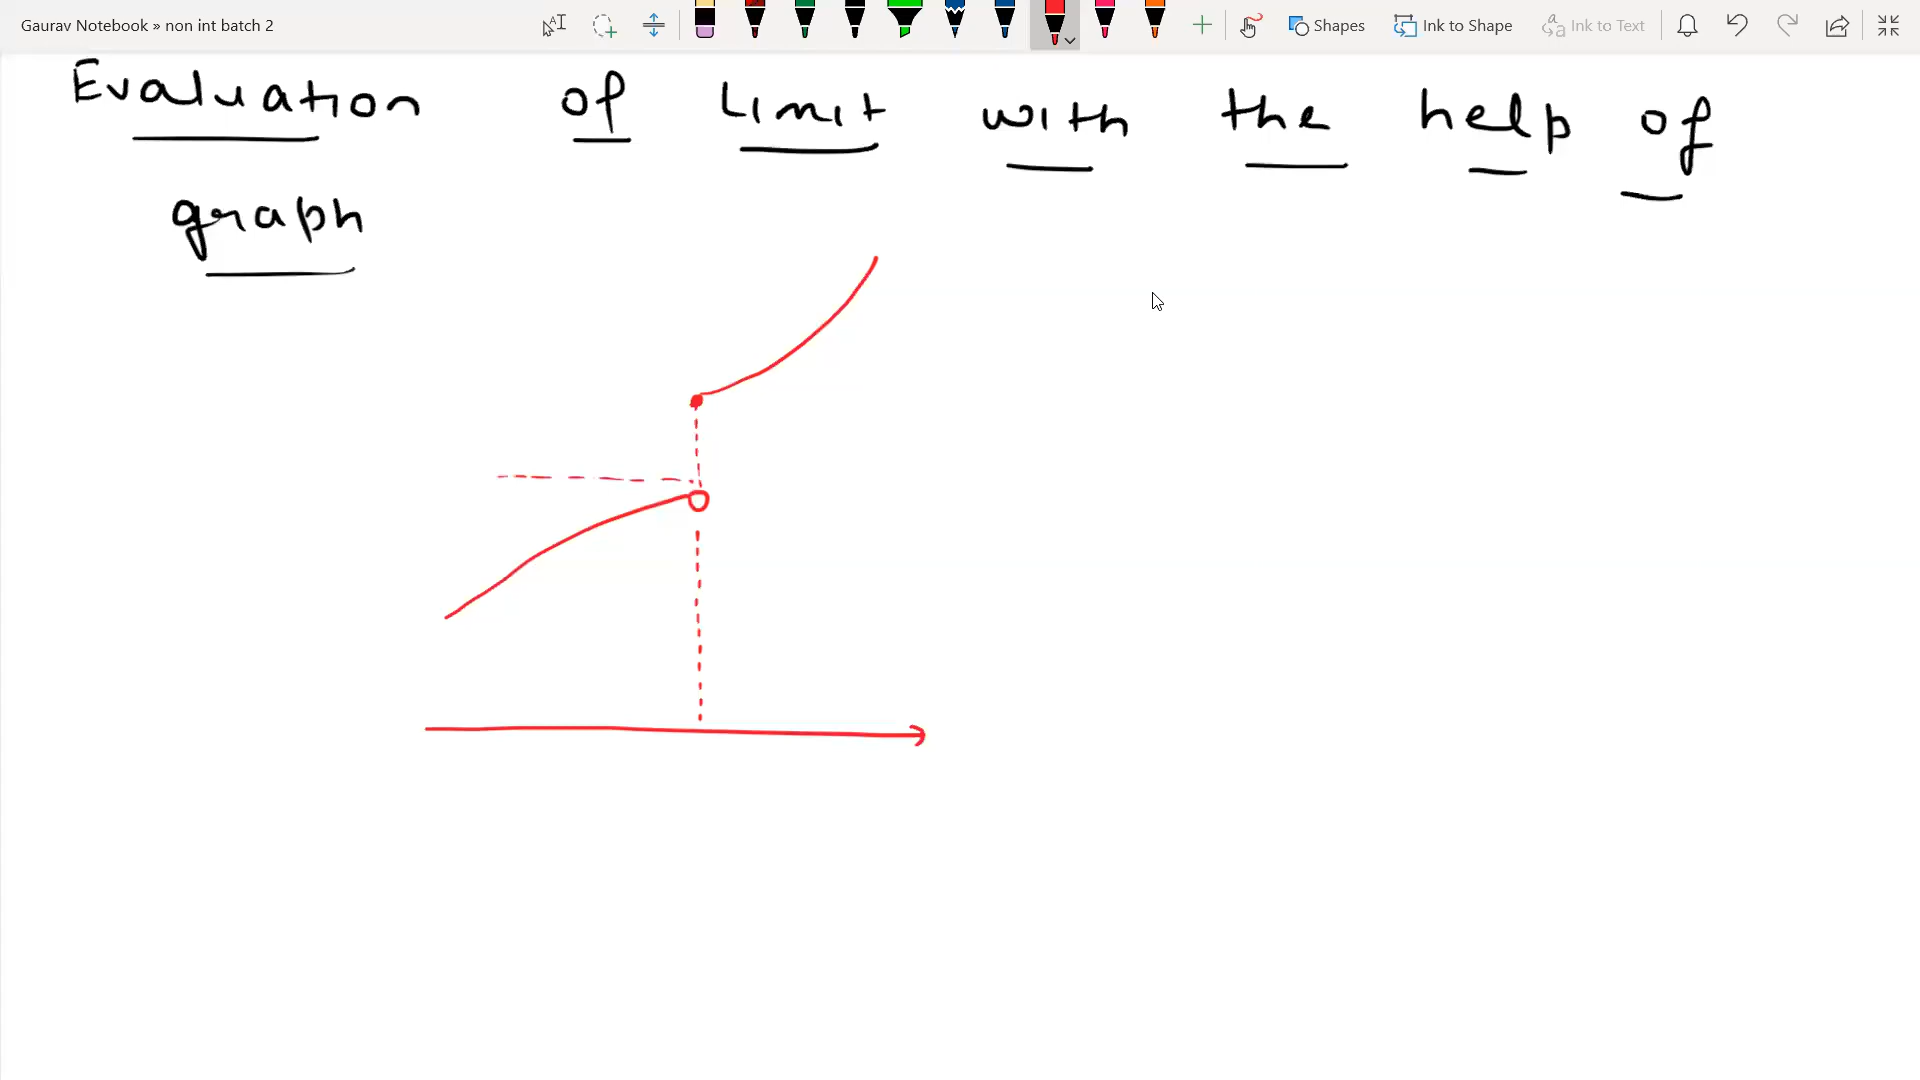 Gaurav Notebook » non int batch 2
Shapes
Ink to Shape
Ink to Text
Evaluation of Limit with the help of
graph